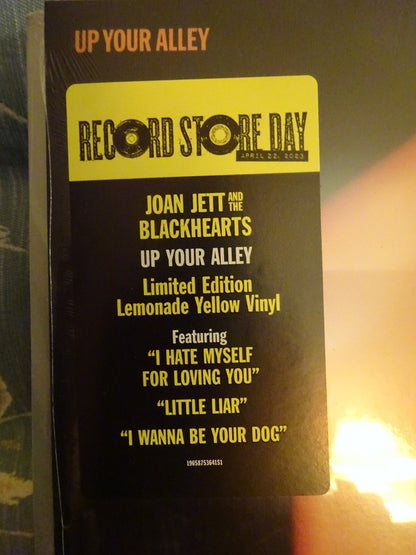 UP YOUR ALLEY
RECORD STORE DAY
APRIL 22, 2023
JOAN JETT AND THE
BLACKHEARTS
UP YOUR ALLEY
Limited Edition
Lemonade Yellow Vinyl
Featuring
"I HATE MYSELF
FOR LOVING YOU"
"LITTLE LIAR"
"I WANNA BE YOUR DOG"
1965875364151